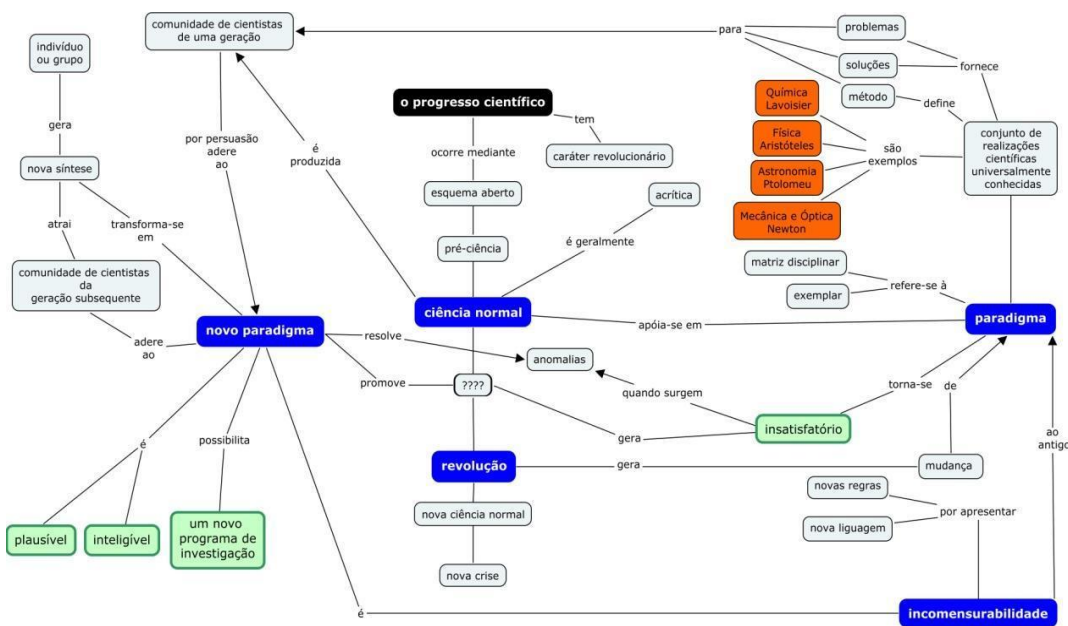 comunidade de cientistas
de uma geração
indivíduo
ou grupo
gera
nova síntese
atrai
transforma-se
em
comunidade de cientistas
da
geração subsequente
adere
ao
por persuasão
adere
ao
é
produzida
o progresso científico
tem
caráter revolucionário
ocorre mediante
esquema aberto
pré-ciência
acrítica
é geralmente
ciência normal
apóia-se em
para
problemas
soluções
método
fornece
define
Química
Lavoisier
Física
Aristóteles
Astronomia
Ptolomeu
Mecânica e Óptica
Newton
são
exemplos
conjunto de
realizações
científicas
universalmente
conhecidas
matriz disciplinar
exemplar
refere-se à
paradigma
novo paradigma
resolve
anomalias
promove
????
quando surgem
torna-se
de
insatisfatório
gera
revolução
gera
mudança
ao
antigo
é
possibilita
plausível
inteligível
um novo
programa de
investigação
nova ciência normal
nova crise
novas regras
nova liguagem
por apresentar
é
incomensurabilidade